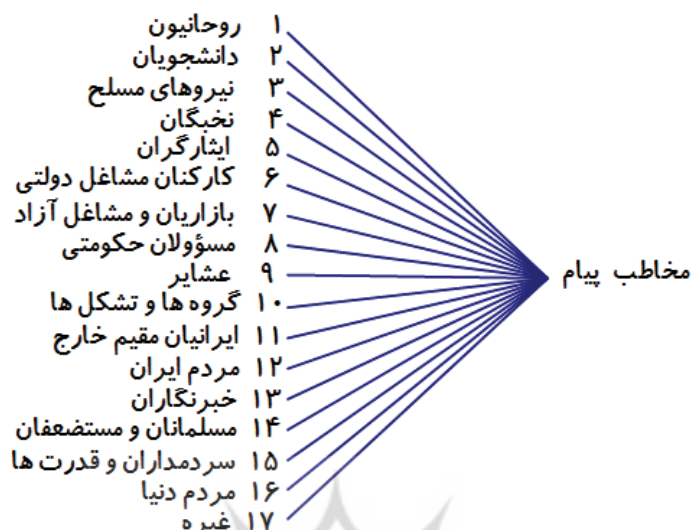 ۱ روحانیون
۲ دانشجویان
۳ نیروهای مسلح
۴ نخبگان
۵ ایثارگران
۶ کارکنان مشاغل دولتی
۷ بازاریان و مشاغل آزاد
۸ مسؤولان حکومتی
۹ عشایر
مخاطب پیام
۱۰ گروه ها و تشکل ها
۱۱ ایرانیان مقیم خارج
۱۲ مردم ایران
۱۳ خبرنگاران
۱۴ مسلمانان و مستضعفان
۱۵ سردمداران و قدرت ها
۱۶ مردم دنیا
۱۷ غیره